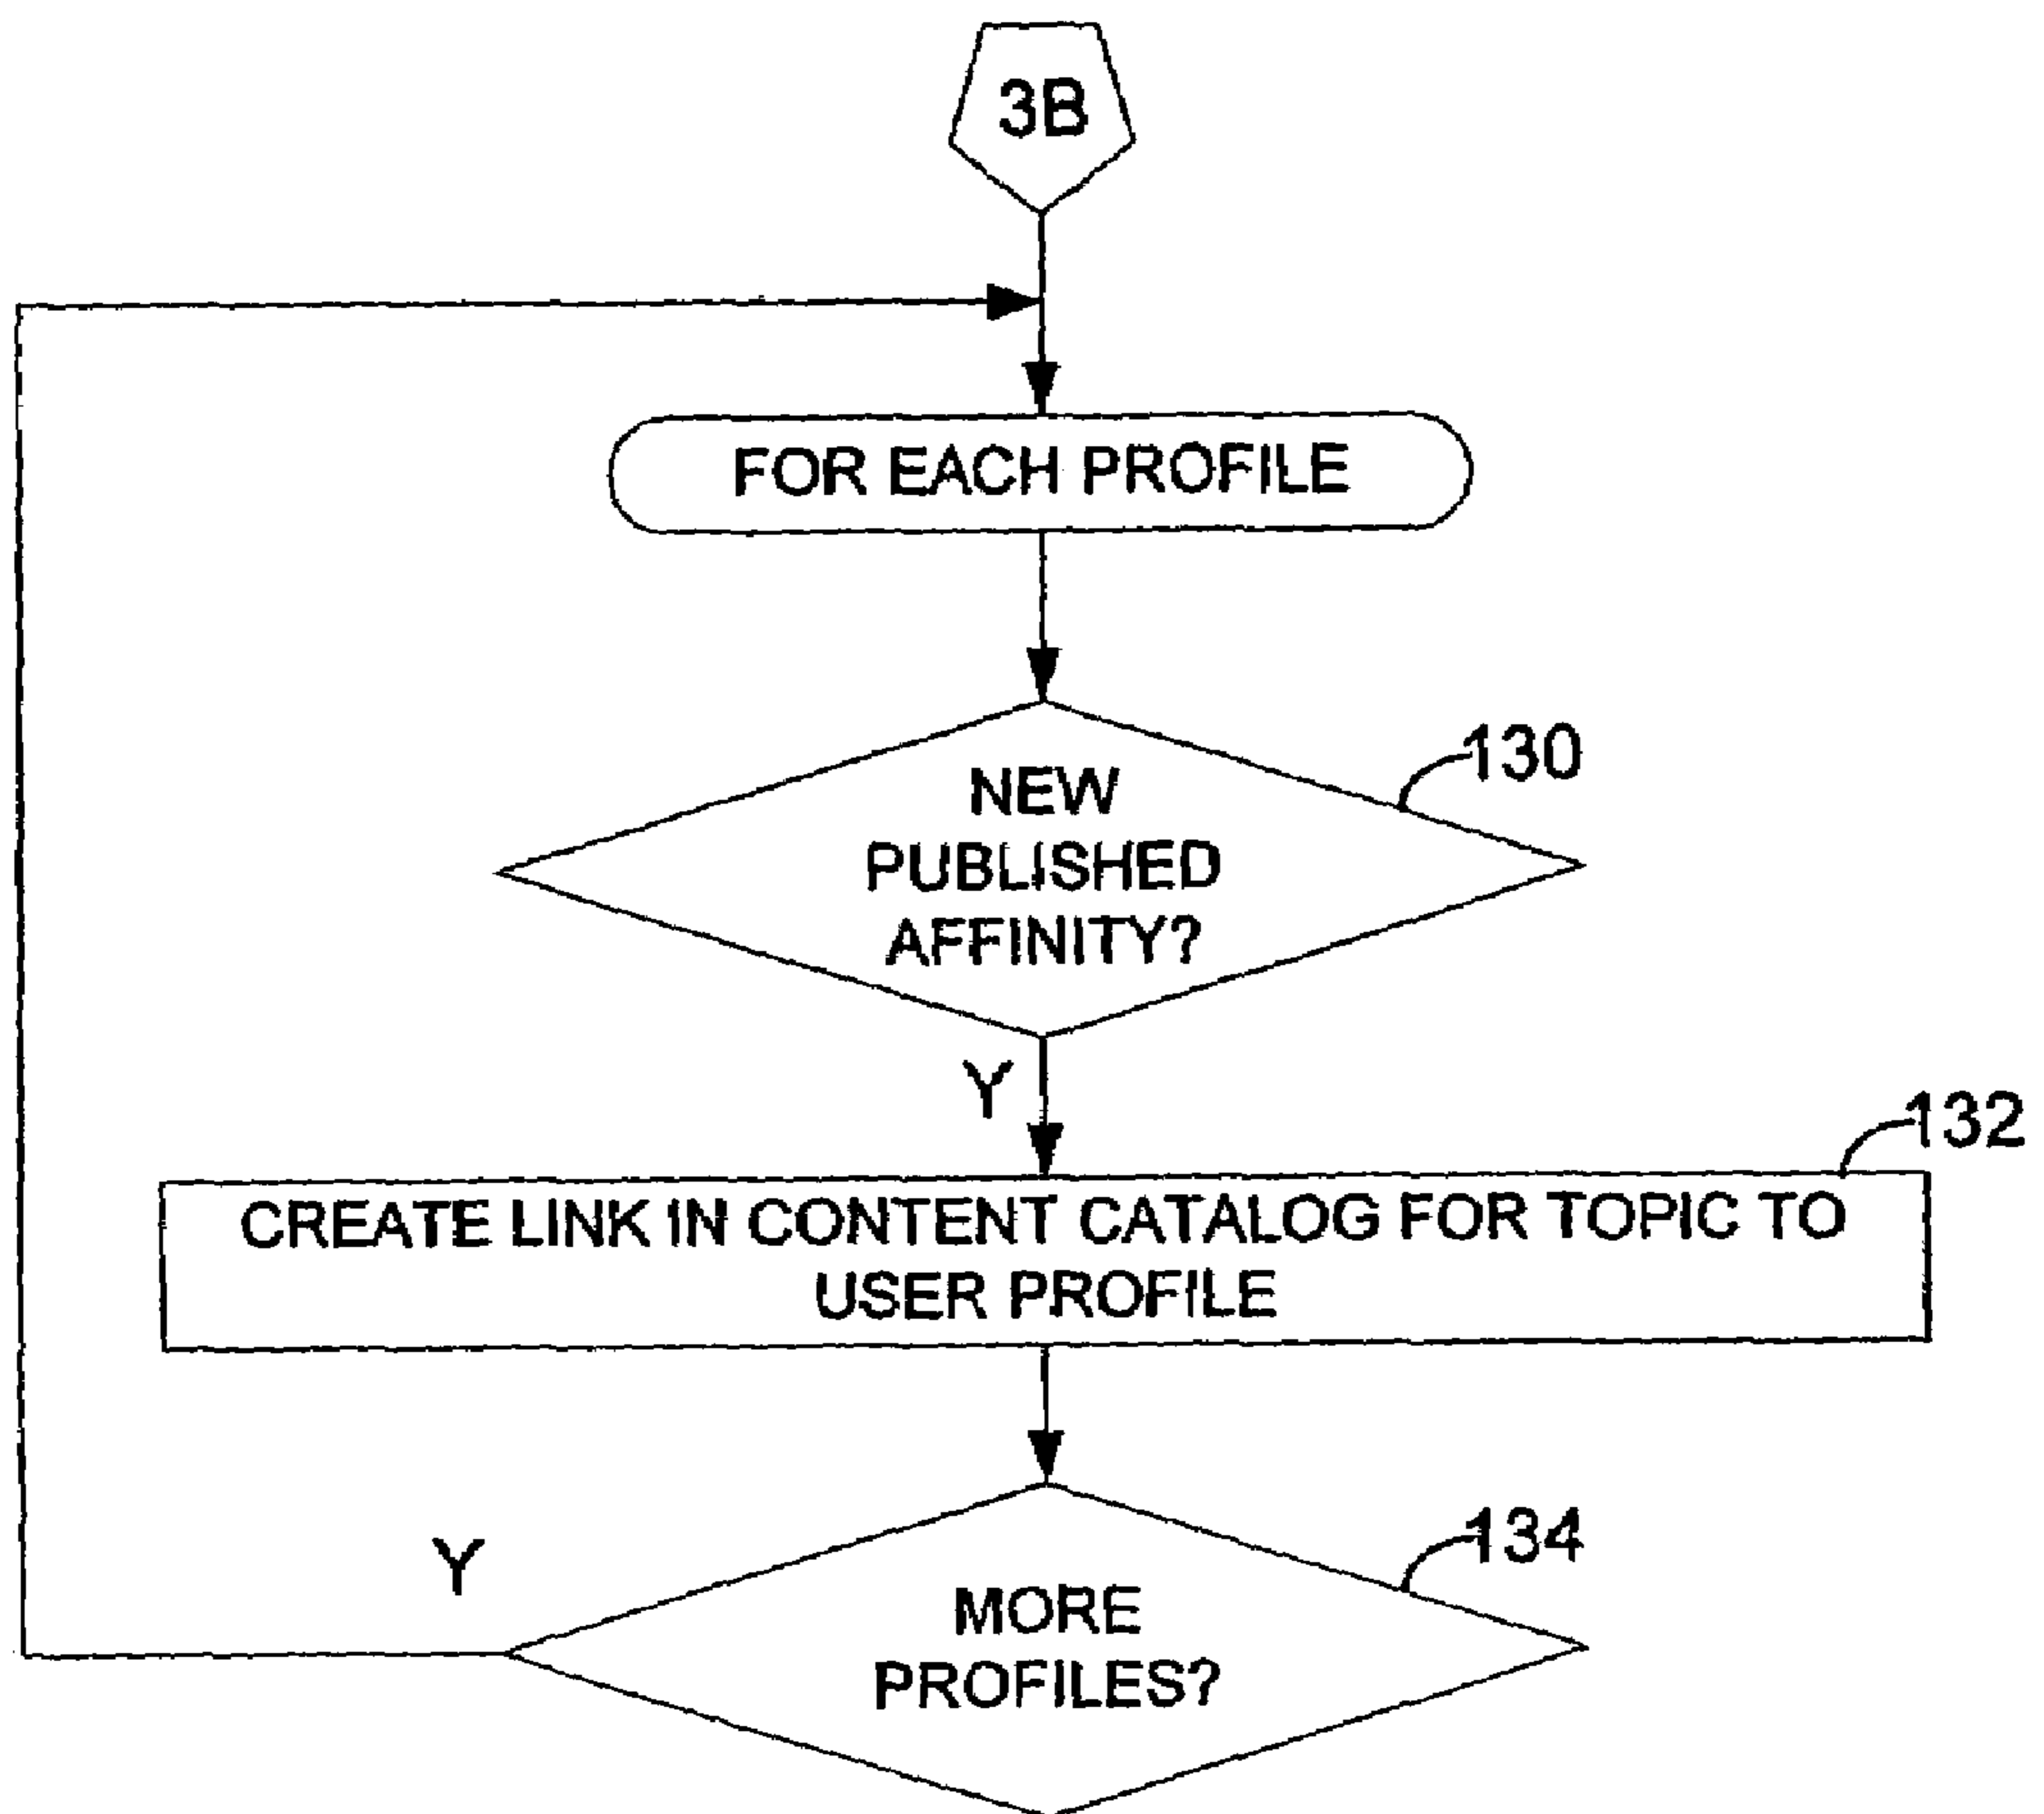 3B
FOR EACH PROFILE
130
NEW
PUBLISHED
AFFINITY?
Y
132
CREATE LINK IN CONTENT CATALOG FOR TOPIC TO
USER PROFILE
134
Y
MORE
PROFILES?